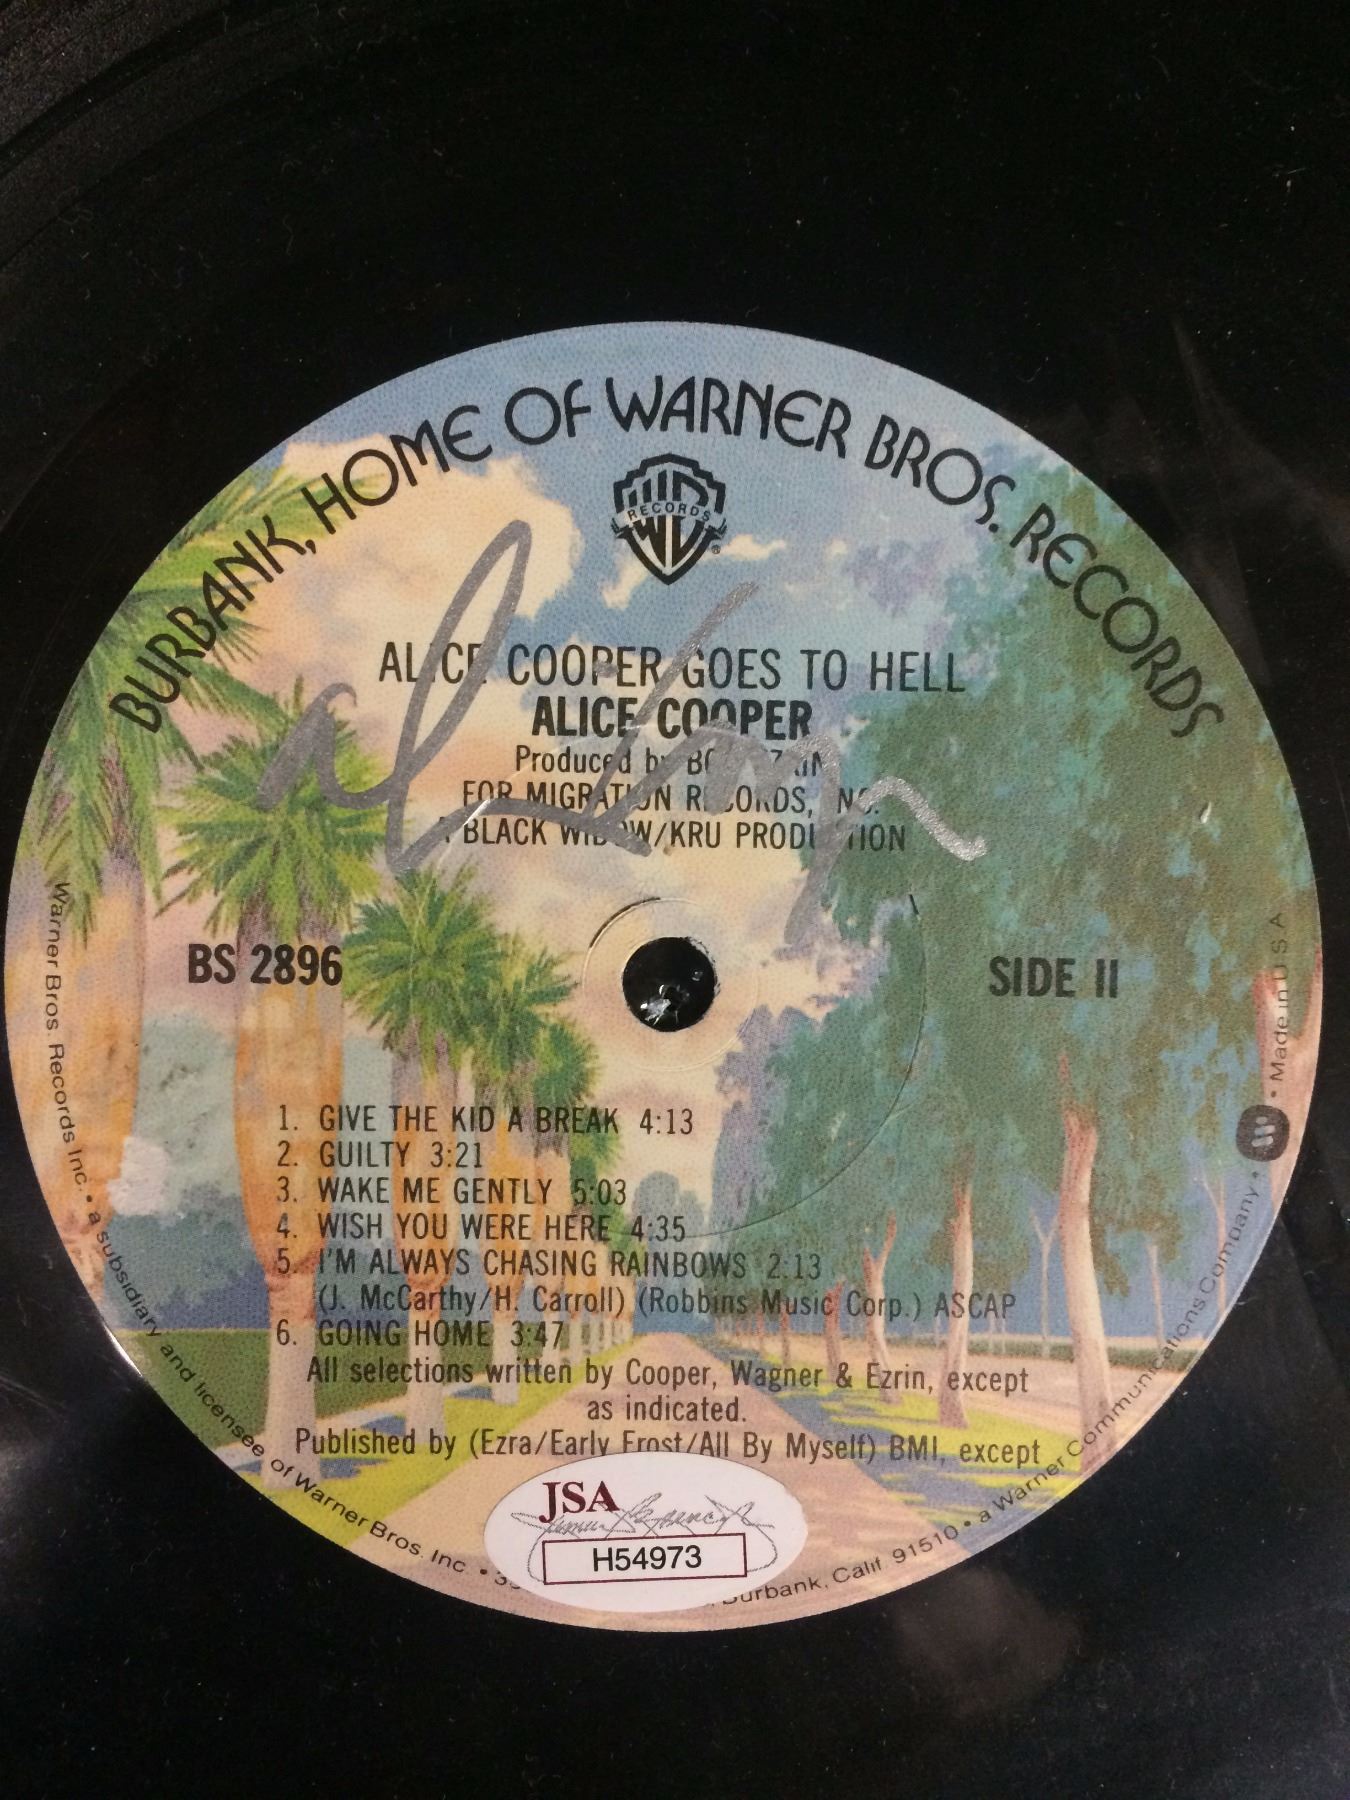 BURBANK, HOME OF WARNER BROS. RECORDS
RECORDS
ALICE COOPER GOES TO HELL
ALICE COOPER
Produced by
FOR MIGRATION RECORDS, INC.
A BLACK WIDOW/KRU PRODUCTION
BS 2896
SIDE II
1. GIVE THE KID A BREAK 4:13
2. GUILTY 3:21
3. WAKE ME GENTLY 5:03
4. WISH YOU WERE HERE 4:35
5. I'M ALWAYS CHASING RAINBOWS 2:13
(J. McCarthy/H. Carroll) (Robbins Music Corp.) ASCAP
6. GOING HOME 3:47
All selections written by Cooper, Wagner & Ezrin, except
as indicated.
Published by (Ezra/Early Frost/All By Myself) BMI, except
JSA
H54973
Warner Bros. Records Inc. • a subsidiary and licensee of Warner Bros. Inc. • Burbank, Calif. 91510 • a Warner Communications Company • Made in U S A